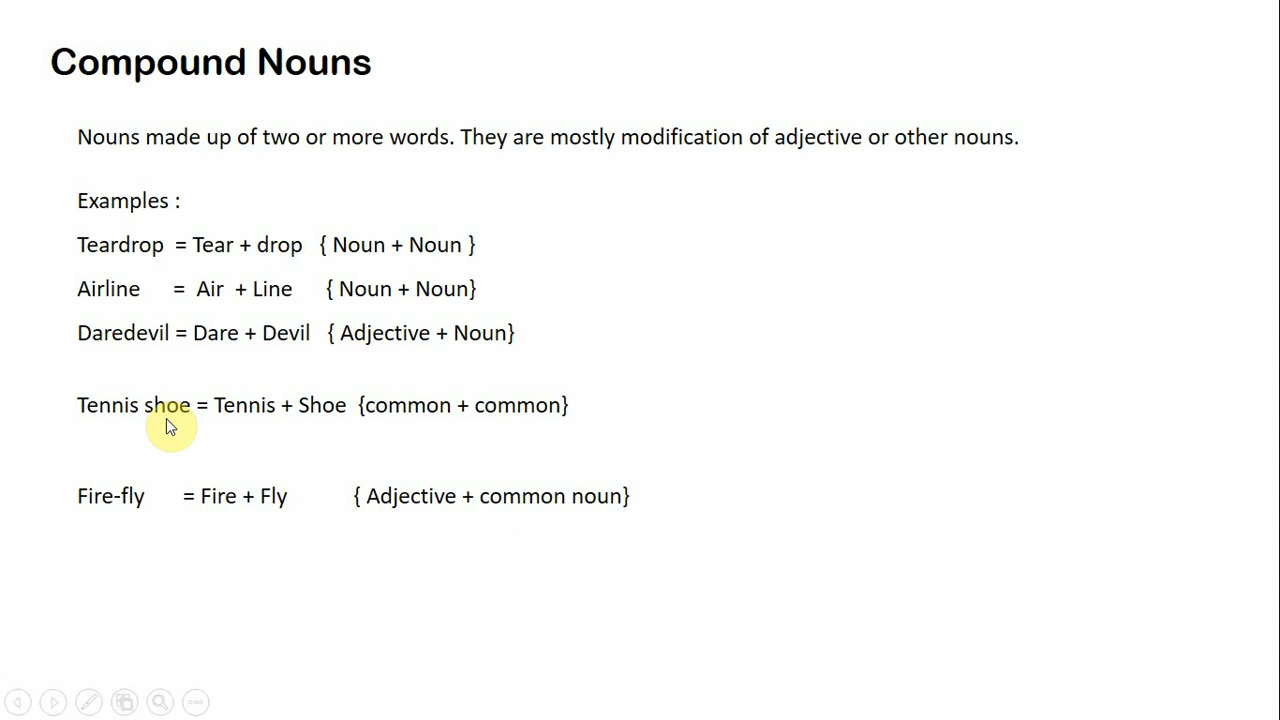 Compound Nouns
Nouns made up of two or more words. They are mostly modification of adjective or other nouns.
Examples :
Teardrop = Tear + drop { Noun + Noun }
Airline = Air + Line { Noun + Noun}
Daredevil = Dare + Devil { Adjective + Noun}
Tennis shoe = Tennis + Shoe {common + common}
Fire-fly = Fire + Fly { Adjective + common noun}